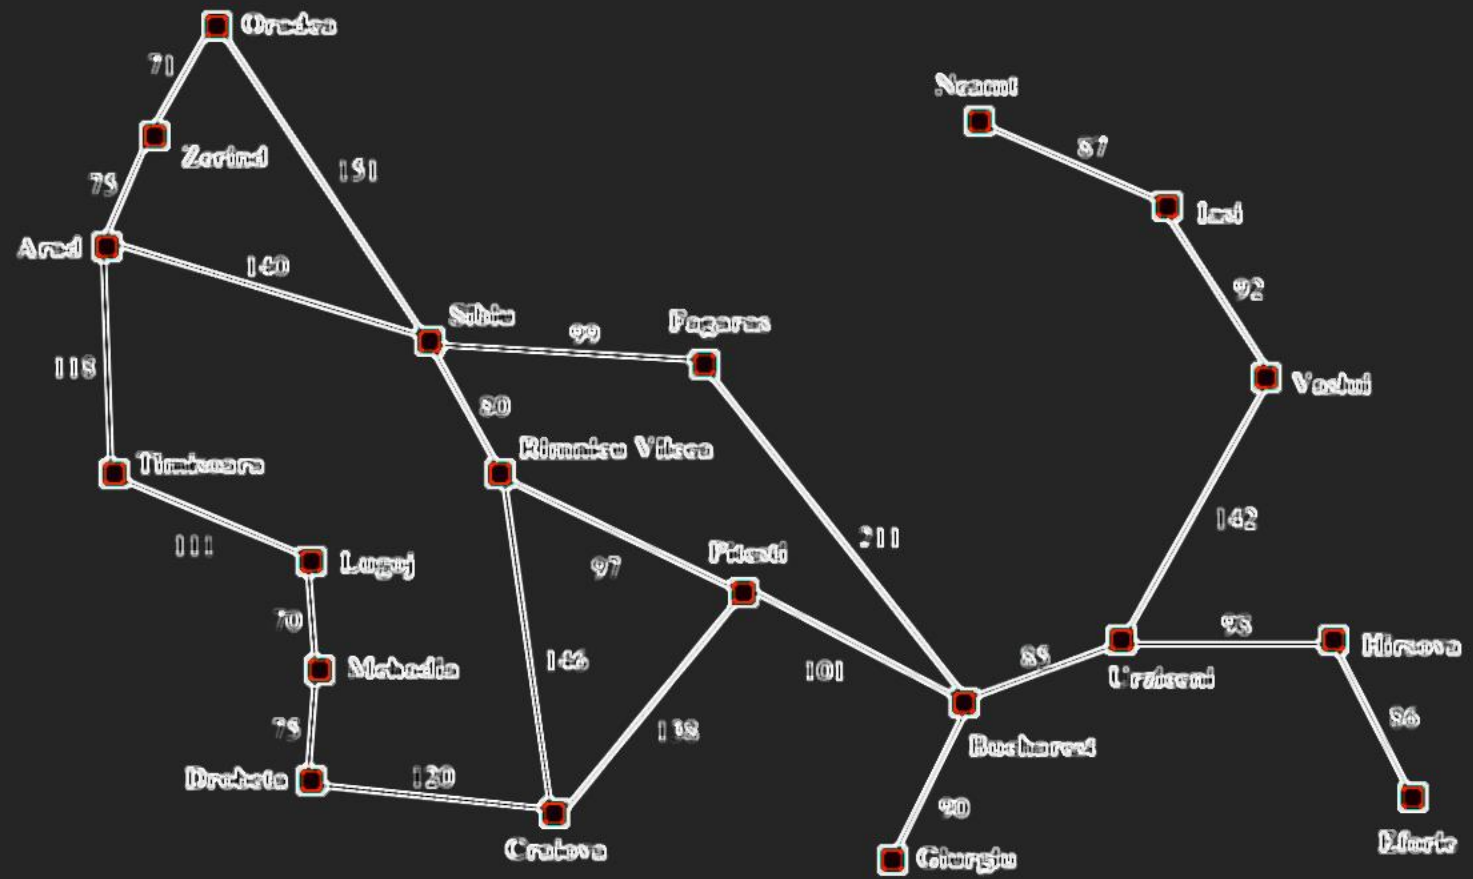 Oradea
71
Neamt
87
Zerind
151
75
Iasi
Arad
140
92
Sibiu
99
Fagaras
118
80
Vaslui
Rimnicu Vilcea
Timisoara
142
111
Lugoj
97
Pitesti
211
70
146
101
85
98
Hirsova
Mehadia
Urziceni
75
138
86
Bucharest
Drobeta
120
90
Craiova
Giurgiu
Eforie